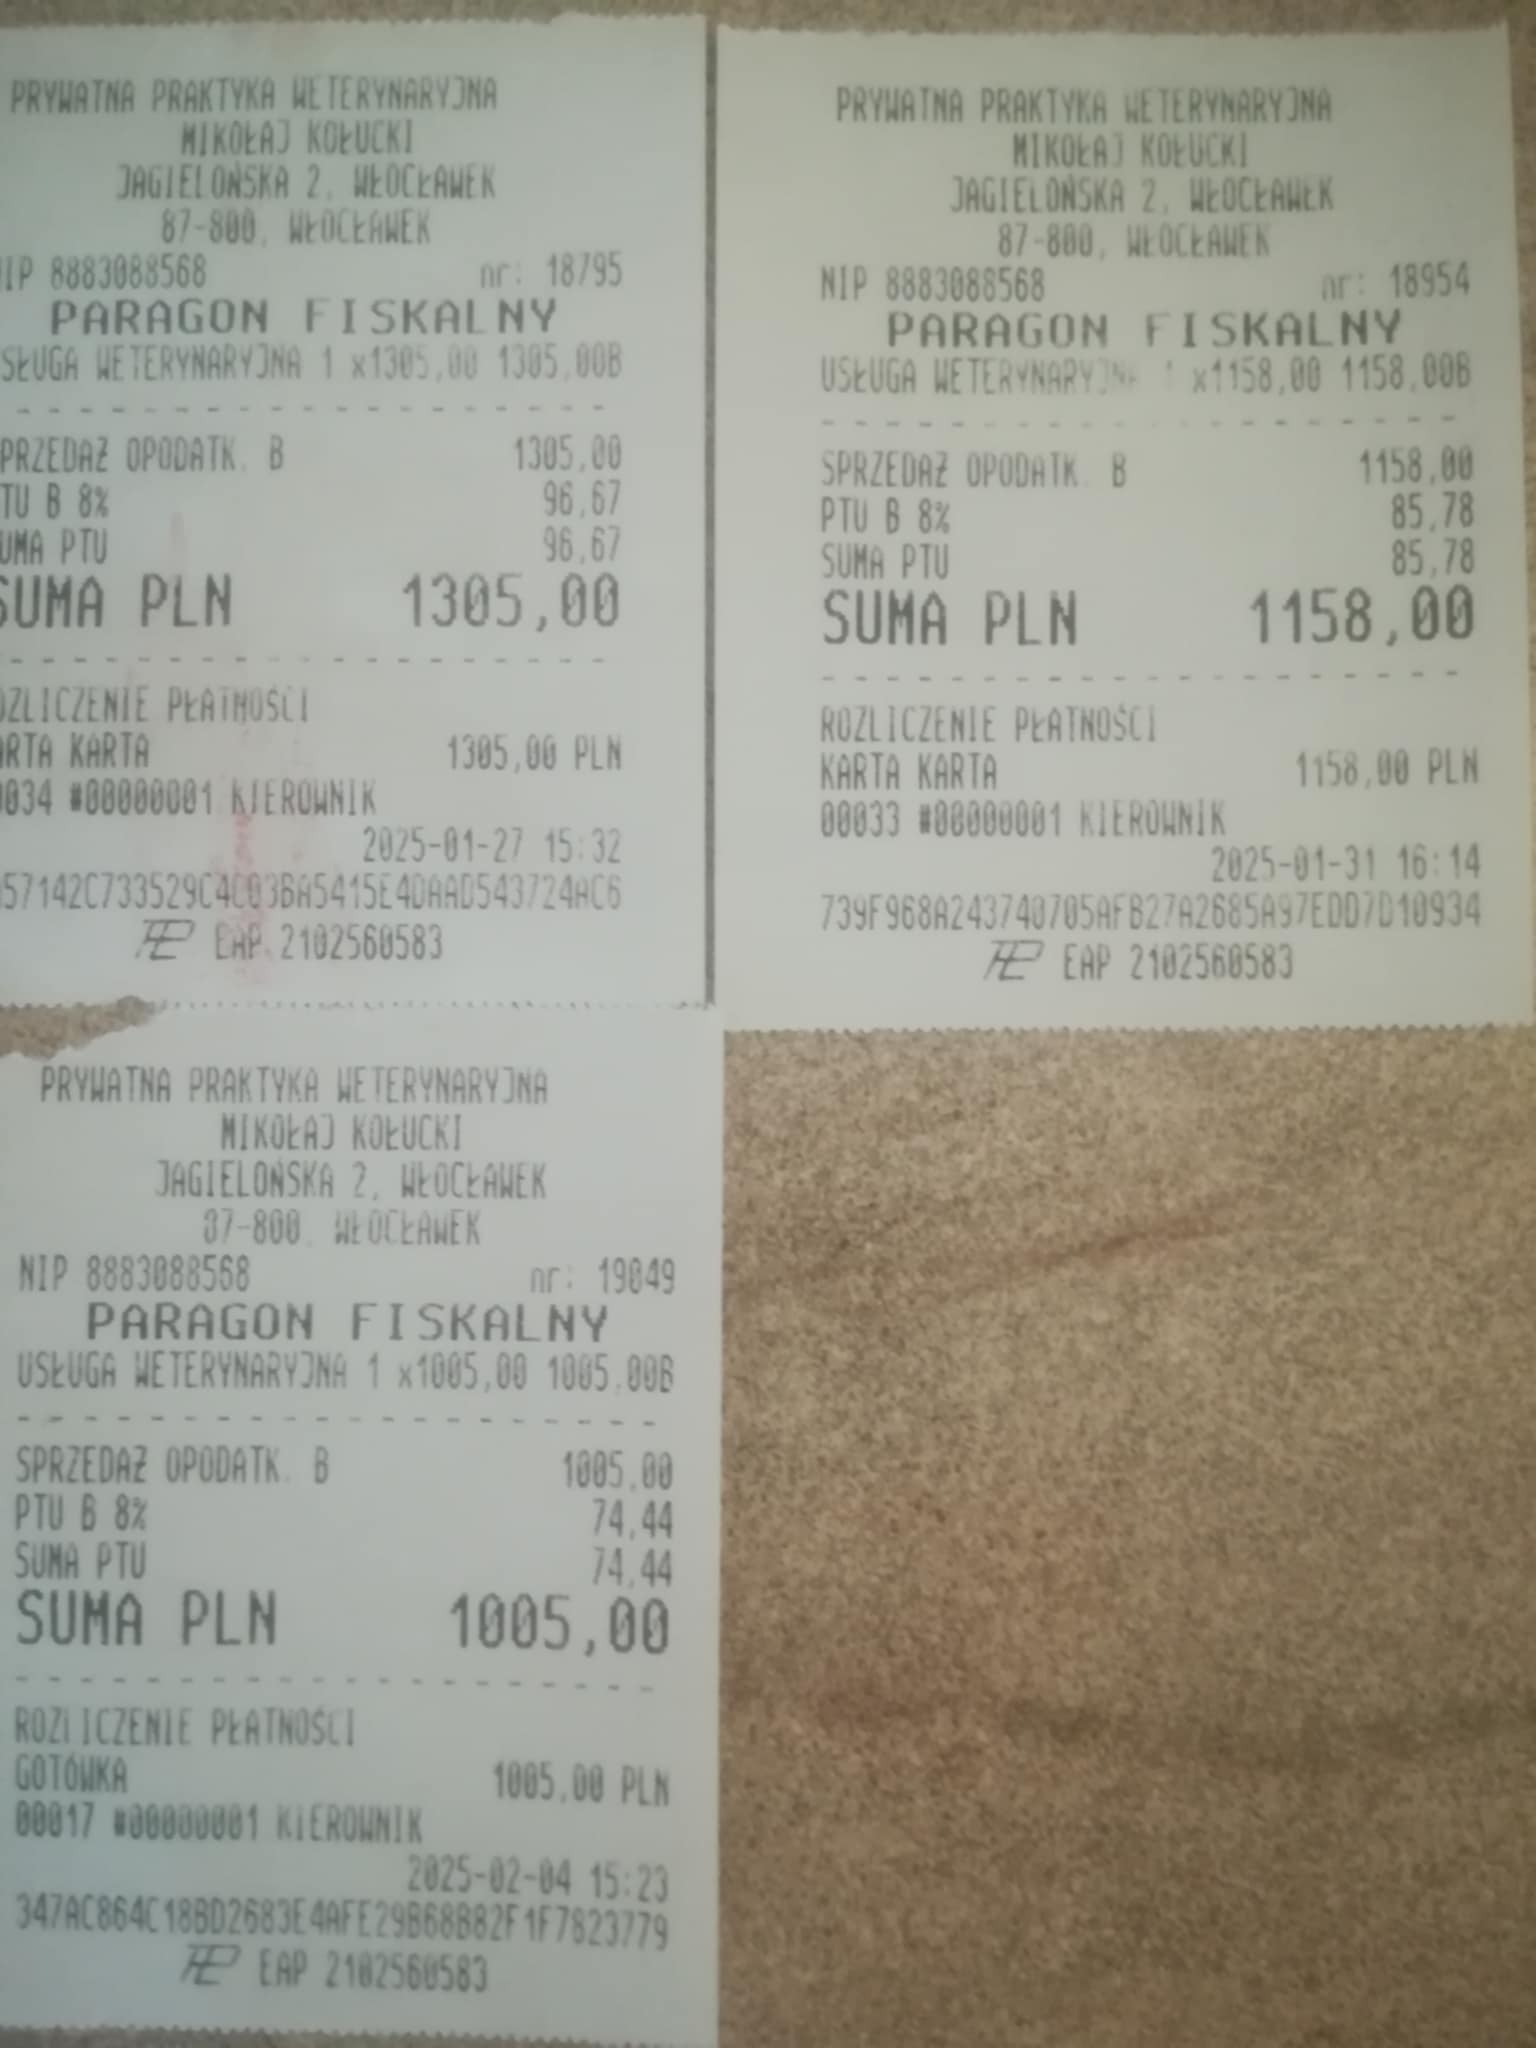 PRYWATNA PRAKTYKA WETERYNARYJNA
MIKOŁAJ KOŁUCKI
JAGIELOŃSKA 2, WŁOCŁAWEK
87-800, WŁOCŁAWEK
NIP 8883088568 nr: 18795
PARAGON FISKALNY
SŁUGA WETERYNARYJNA 1 x1305,00 1305,00B
PRZEDAŻ OPODATK. B 1305,00
TU B 8% 96,67
UMA PTU 96,67
SUMA PLN 1305,00
OZLICZENIE PŁATNOŚCI
ARTA KARTA 1305,00 PLN
0034 #00000001 KIEROWNIK
2025-01-27 15:32
57142C733529C4C03BA5415E4DAAD543724AC6
EAP 2102560583
PRYWATNA PRAKTYKA WETERYNARYJNA
MIKOŁAJ KOŁUCKI
JAGIELOŃSKA 2, WŁOCŁAWEK
87-800, WŁOCŁAWEK
NIP 8883088568 nr: 18954
PARAGON FISKALNY
USŁUGA WETERYNARYJNA 1 x1158,00 1158,00B
SPRZEDAŻ OPODATK. B 1158,00
PTU B 8% 85,78
SUMA PTU 85,78
SUMA PLN 1158,00
ROZLICZENIE PŁATNOŚCI
KARTA KARTA 1158,00 PLN
00033 #00000001 KIEROWNIK
2025-01-31 16:14
739F968A243740705AFB27A2685A97EDD7D10934
EAP 2102560583
PRYWATNA PRAKTYKA WETERYNARYJNA
MIKOŁAJ KOŁUCKI
JAGIELOŃSKA 2, WŁOCŁAWEK
87-800, WŁOCŁAWEK
NIP 8883088568 nr: 19049
PARAGON FISKALNY
USŁUGA WETERYNARYJNA 1 x1005,00 1005,00B
SPRZEDAŻ OPODATK. B 1005,00
PTU B 8% 74,44
SUMA PTU 74,44
SUMA PLN 1005,00
ROZLICZENIE PŁATNOŚCI
GOTÓWKA 1005,00 PLN
00017 #00000001 KIEROWNIK
2025-02-04 15:23
347AC864C18BD2683E4AFE29B68B82F1F7823779
EAP 2102560583